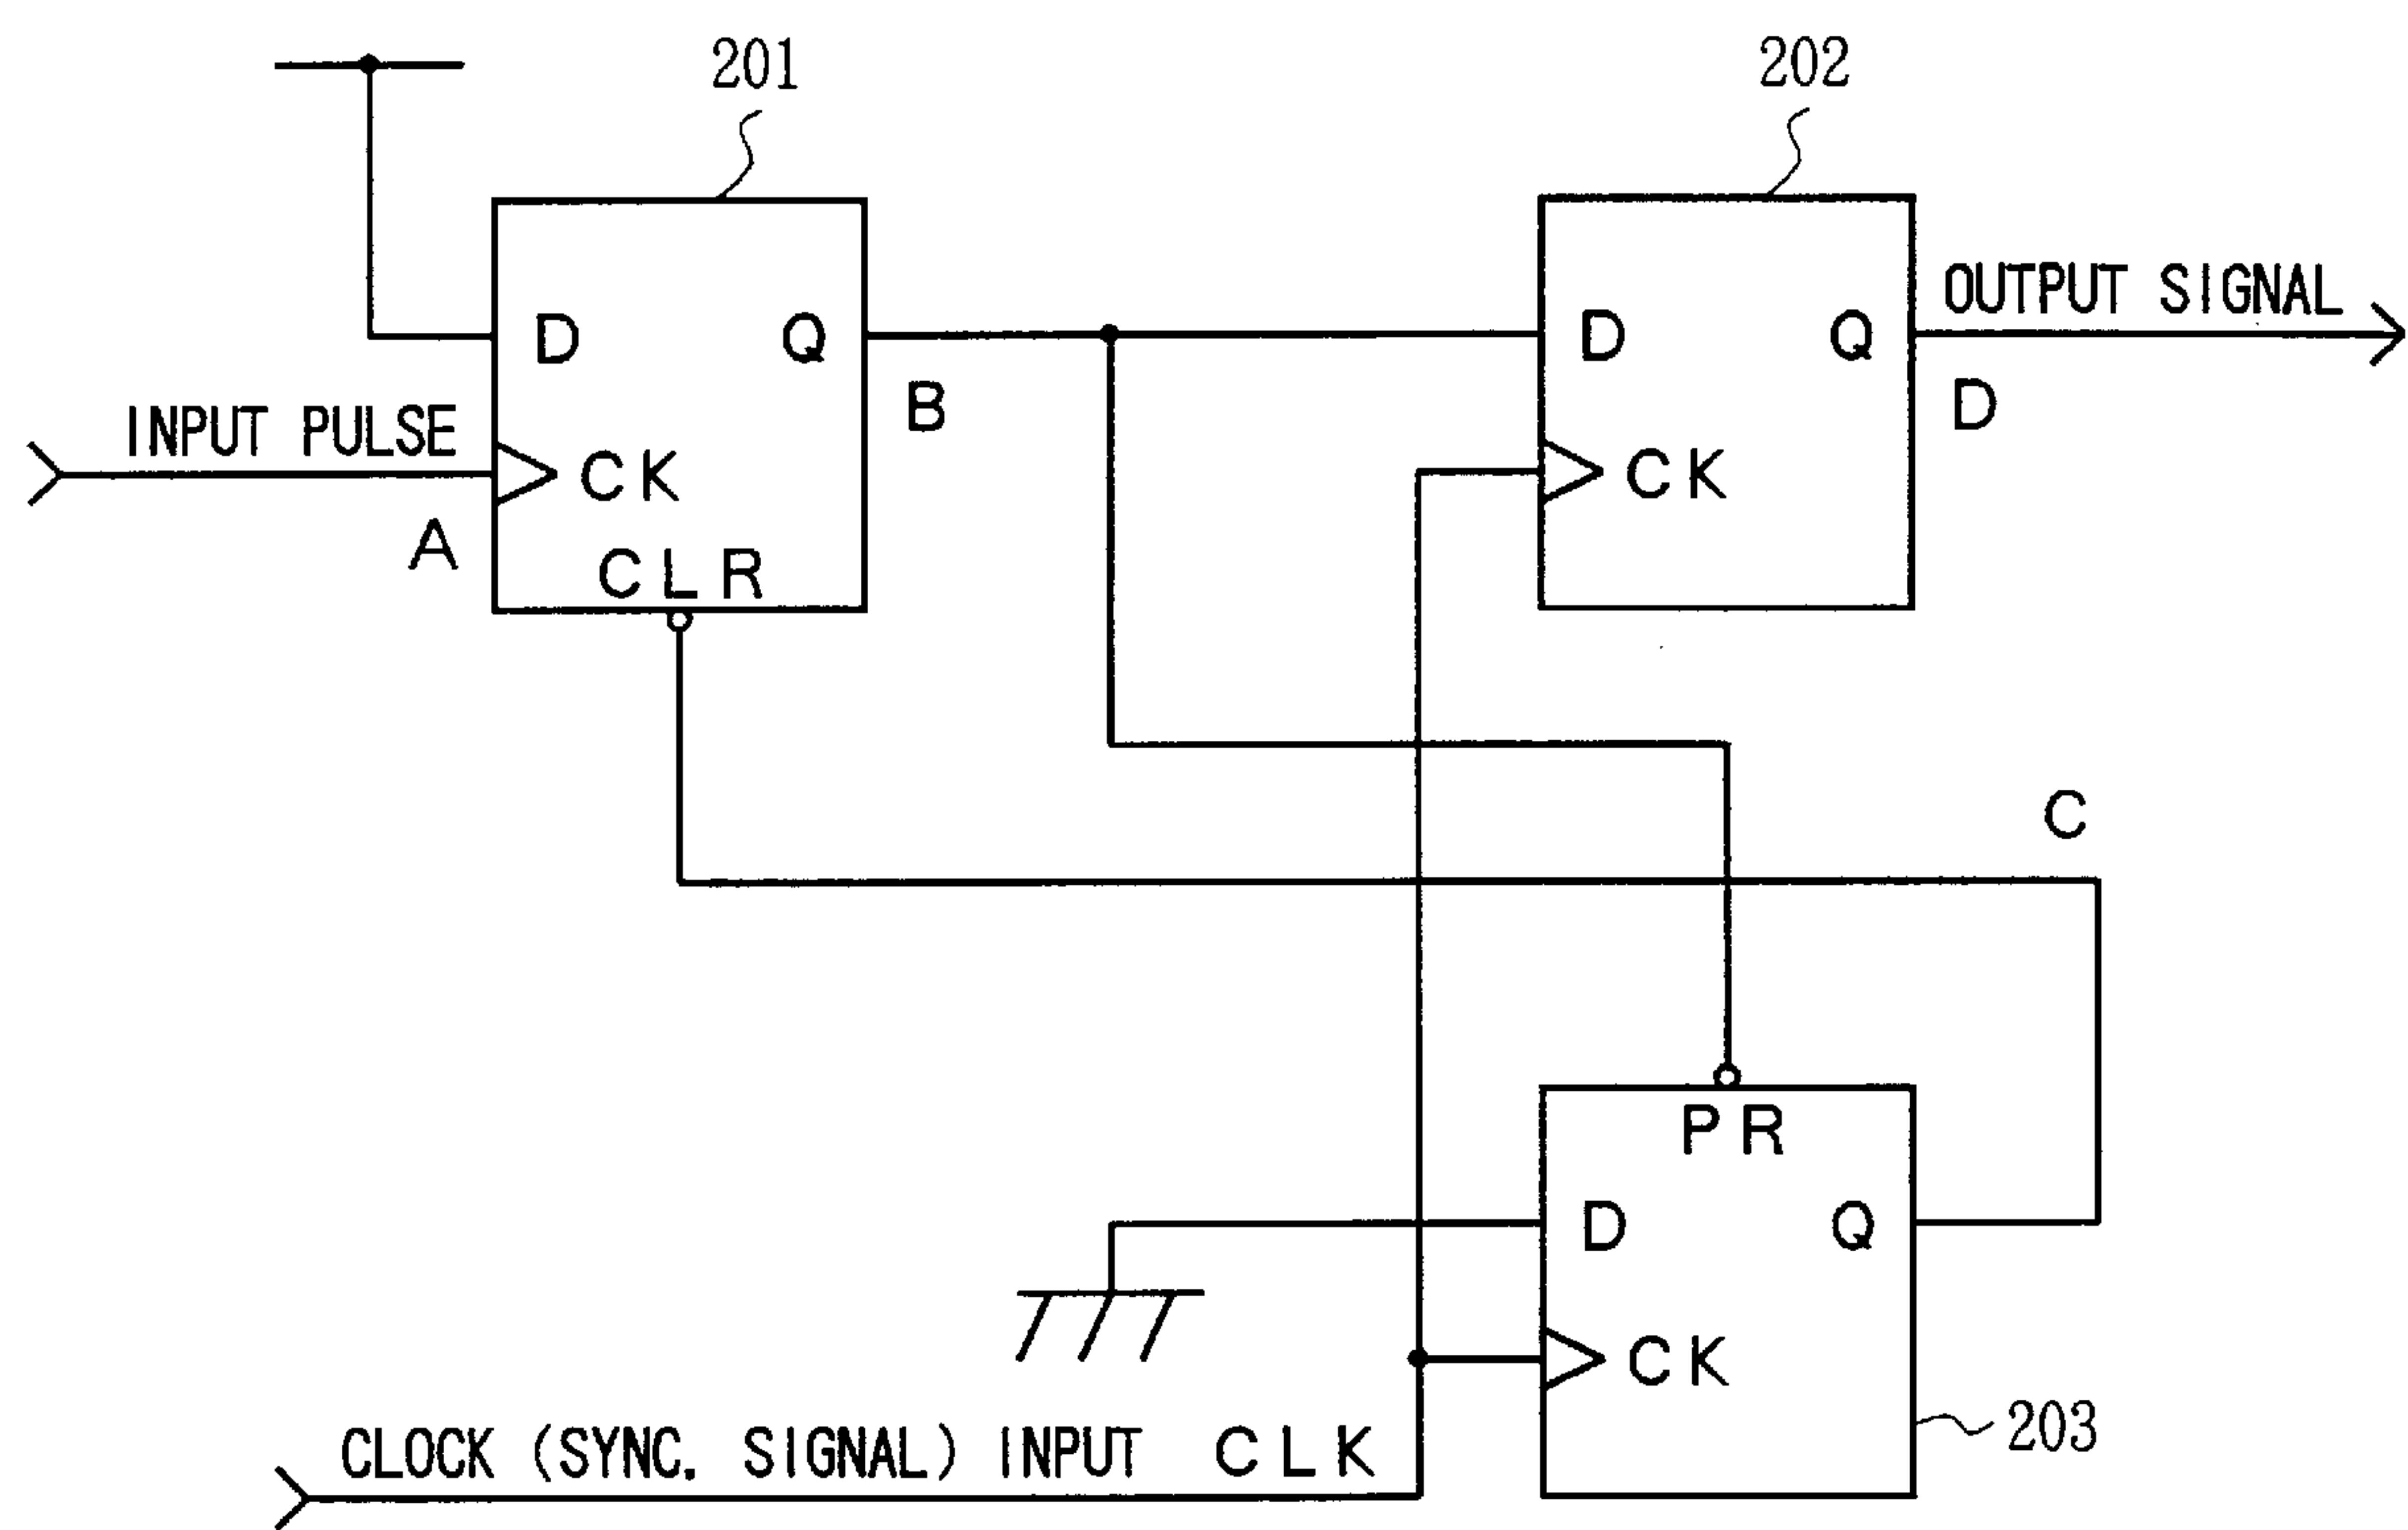 201
202
D
Q
D
Q
OUTPUT SIGNAL
INPUT PULSE
B
D
CK
CK
A
CLR
C
PR
D
Q
CK
203
CLOCK (SYNC. SIGNAL) INPUT CLK